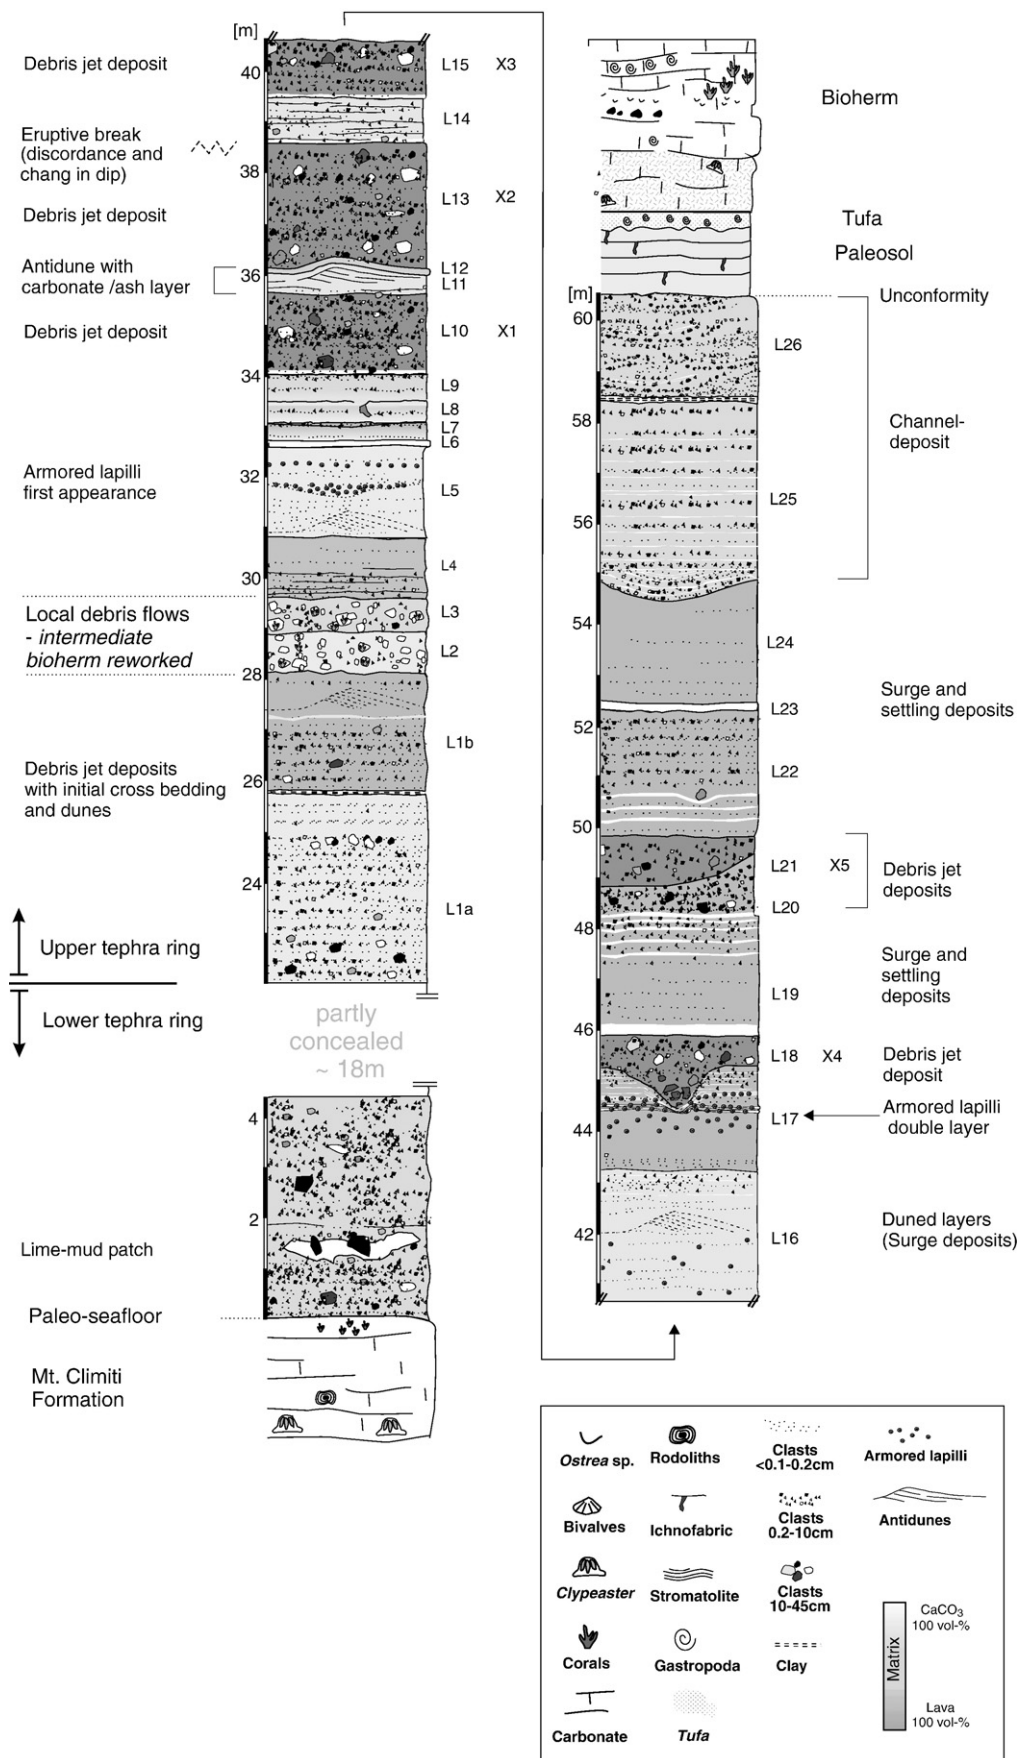 [m]
Debris jet deposit
40
L15
X3
L14
Eruptive break
(discordance and
chang in dip)
38
L13
X2
Debris jet deposit
Antidune with
carbonate /ash layer
36
L12
L11
Debris jet deposit
L10
X1
34
L9
L8
L7
L6
32
Armored lapilli
first appearance
L5
L4
30
Local debris flows
- intermediate
bioherm reworked
L3
L2
28
L1b
Debris jet deposits
with initial cross bedding
and dunes
26
24
L1a
Upper tephra ring
Lower tephra ring
partly
concealed
~ 18m
4
2
Lime-mud patch
Paleo-seafloor
Mt. Climiti
Formation
Bioherm
Tufa
Paleosol
[m]
Unconformity
60
L26
58
Channel-
deposit
L25
56
54
L24
Surge and
settling deposits
L23
52
L22
50
L21
X5
Debris jet
deposits
L20
48
Surge and
settling
deposits
L19
46
L18
X4
Debris jet
deposit
Armored lapilli
double layer
L17
44
Duned layers
(Surge deposits)
42
L16
Ostrea sp.
Rodoliths
Clasts
<0.1-0.2cm
Armored lapilli
Bivalves
Ichnofabric
Clasts
0.2-10cm
Antidunes
Clypeaster
Stromatolite
Clasts
10-45cm
Corals
Gastropoda
Clay
Carbonate
Tufa
Matrix
CaCO3
100 vol-%
Lava
100 vol-%